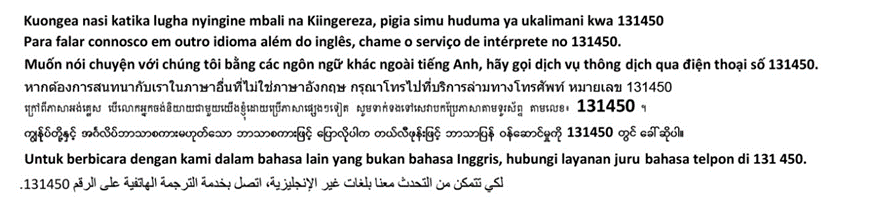 Kuongea nasi katika lugha nyingine mbali na Kiingereza, pigia simu huduma ya ukalimani kwa 131450
Para falar connosco em outro idioma além do inglês, chame o serviço de intérprete no 131450.
Muốn nói chuyện với chúng tôi bằng các ngôn ngữ khác ngoài tiếng Anh, hãy gọi dịch vụ thông dịch qua điện thoại số 131450.
หากต้องการสนทนากับเราในภาษาอื่นที่ไม่ใช่ภาษาอังกฤษ กรุณาโทรไปที่บริการล่ามทางโทรศัพท์ หมายเลข 131450
ក្រៅពីភាសាអង់គ្លេស បើលោកអ្នកចង់និយាយជាមួយយើងខ្ញុំដោយប្រើភាសាផ្សេងៗទៀត សូមទាក់ទងទៅសេវាបកប្រែភាសាតាមទូរស័ព្ទ តាមលេខ៖ 131450 ។
ကျွန်ုပ်တို့နှင့် အင်္ဂလိပ်ဘာသာစကားမဟုတ်သော ဘာသာစကားဖြင့် ပြောလိုပါက တယ်လီဖုန်းဖြင့် ဘာသာပြန် ဝန်ဆောင်မှုကို 131450 တွင် ခေါ်ဆိုပါ။
Untuk berbicara dengan kami dalam bahasa lain yang bukan bahasa Inggris, hubungi layanan juru bahasa telpon di 131 450.
لكي تتمكن من التحدث معنا بلغات غير الإنجليزية، اتصل بخدمة الترجمة الهاتفية على الرقم 131450.